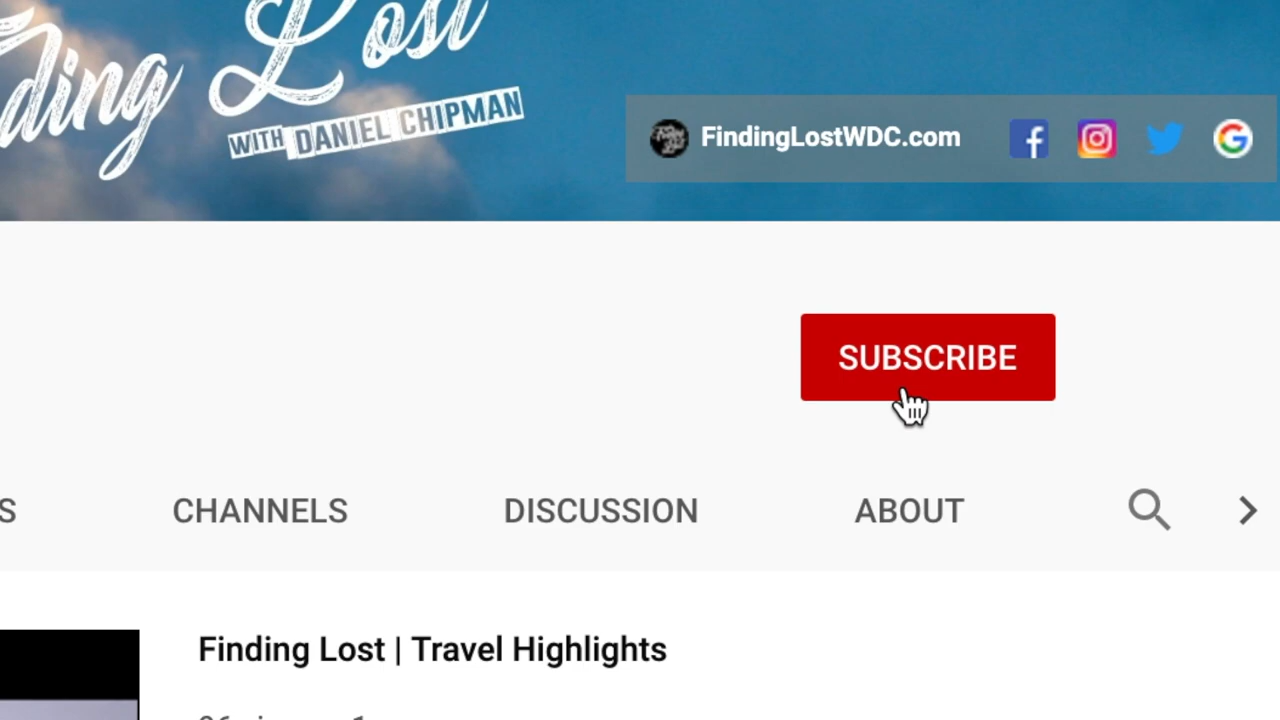 ding Lost
WITH DANIEL CHIPMAN
FindingLostWDC.com
SUBSCRIBE
S CHANNELS DISCUSSION ABOUT
Finding Lost | Travel Highlights